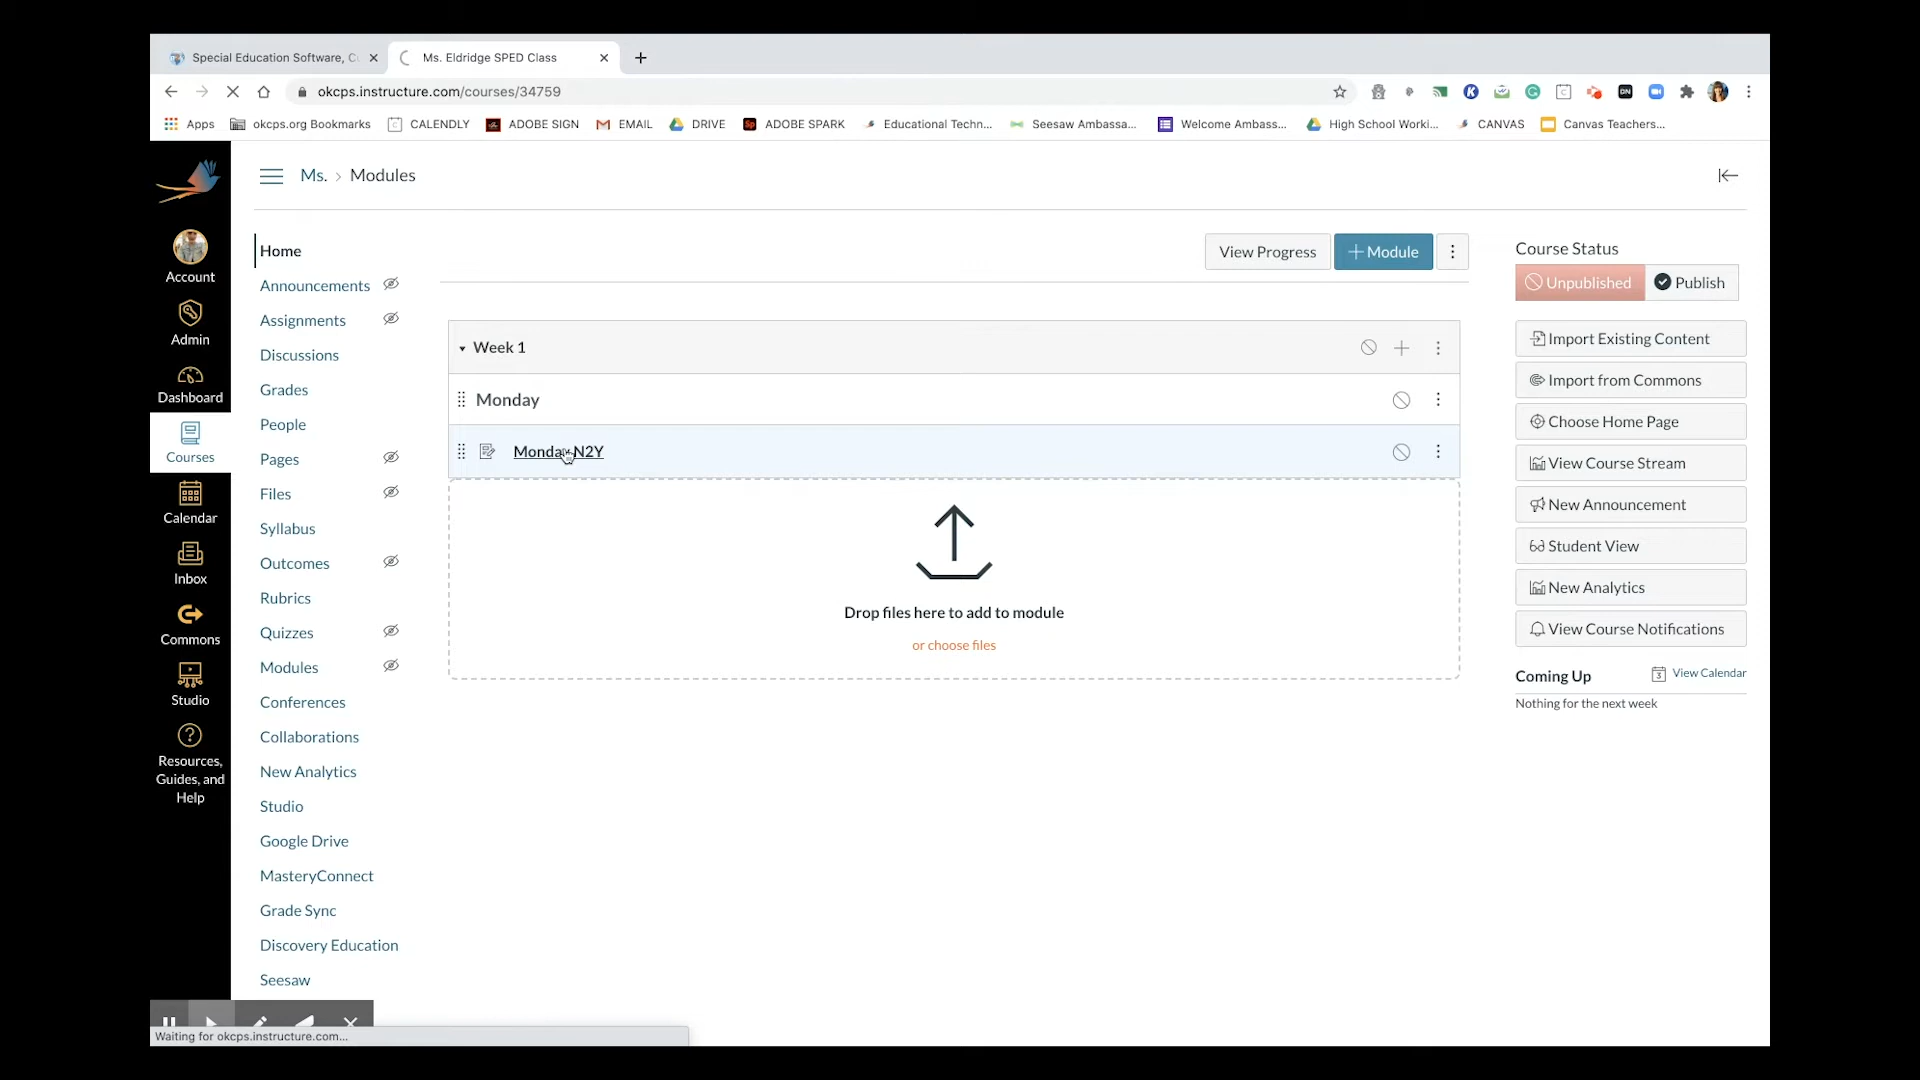 Special Education Software, Cu
Ms. Eldridge SPED Class
okcps.instructure.com/courses/34759
Apps
okcps.org Bookmarks
CALENDLY
ADOBE SIGN
EMAIL
DRIVE
ADOBE SPARK
Educational Techn...
Seesaw Ambassa...
Welcome Ambass...
High School Worki...
CANVAS
Canvas Teachers...
Ms. › Modules
Account
Admin
Dashboard
Courses
Calendar
Inbox
Commons
Studio
Resources,
Guides, and
Help
Home
Announcements
Assignments
Discussions
Grades
People
Pages
Files
Syllabus
Outcomes
Rubrics
Quizzes
Modules
Conferences
Collaborations
New Analytics
Studio
Google Drive
MasteryConnect
Grade Sync
Discovery Education
Seesaw
View Progress
+ Module
Week 1
Monday
Monday N2Y
Drop files here to add to module
or choose files
Course Status
Unpublished
Publish
Import Existing Content
Import from Commons
Choose Home Page
View Course Stream
New Announcement
Student View
New Analytics
View Course Notifications
Coming Up
3 View Calendar
Nothing for the next week
Waiting for okcps.instructure.com...